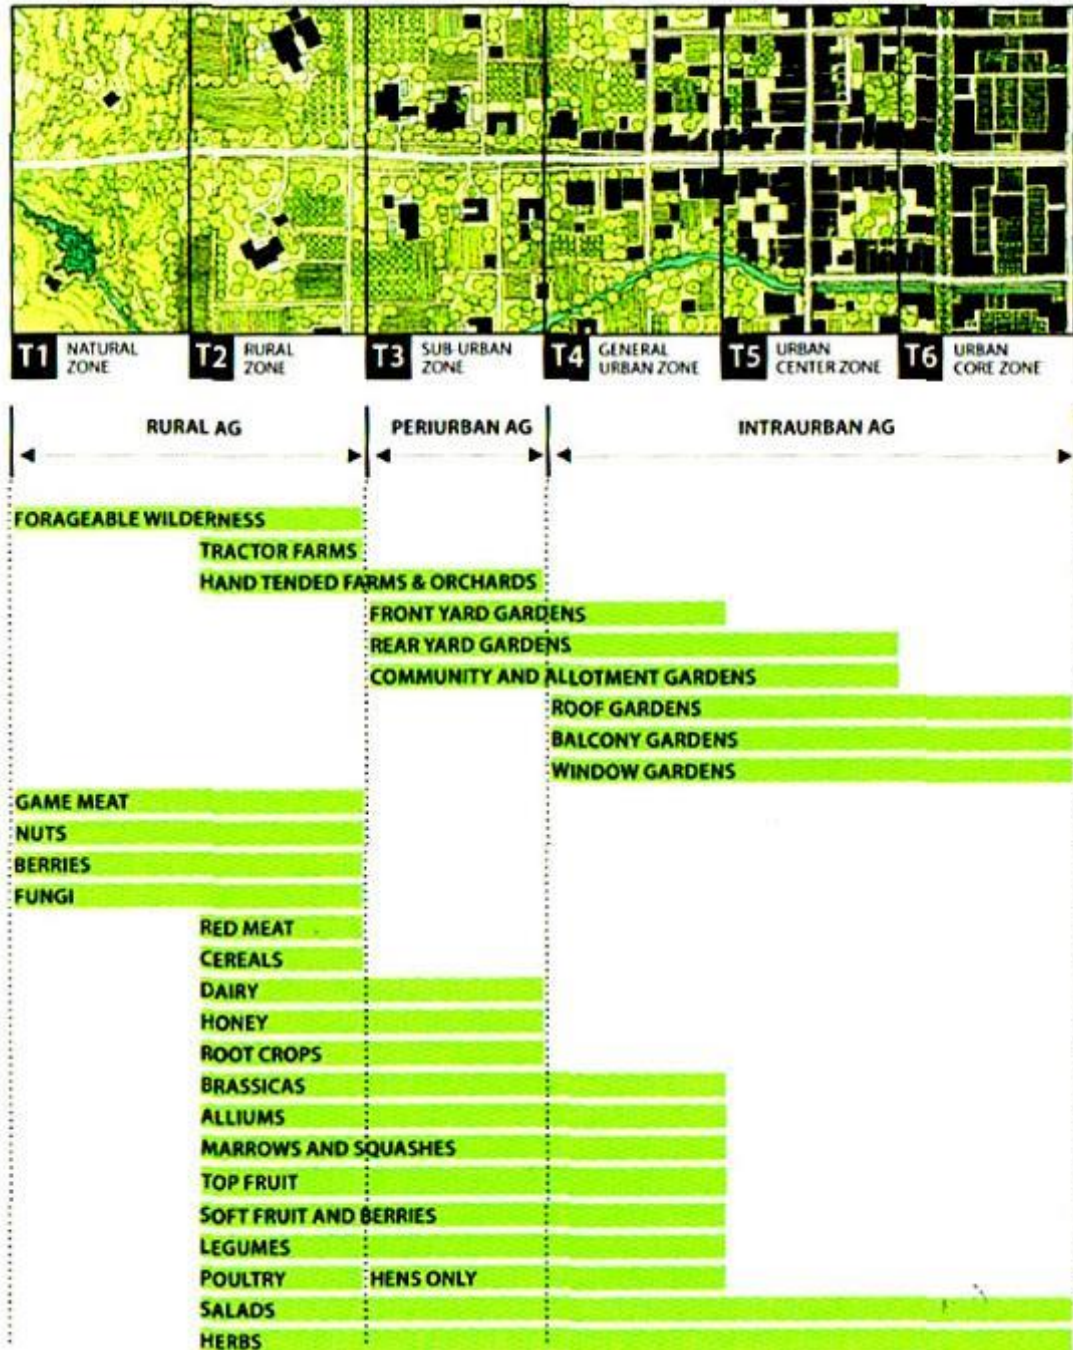 T1 NATURAL ZONE
T2 RURAL ZONE
T3 SUB-URBAN ZONE
T4 GENERAL URBAN ZONE
T5 URBAN CENTER ZONE
T6 URBAN CORE ZONE
RURAL AG
PERIURBAN AG
INTRAURBAN AG
FORAGEABLE WILDERNESS
TRACTOR FARMS
HAND TENDED FARMS & ORCHARDS
FRONT YARD GARDENS
REAR YARD GARDENS
COMMUNITY AND ALLOTMENT GARDENS
ROOF GARDENS
BALCONY GARDENS
WINDOW GARDENS
GAME MEAT
NUTS
BERRIES
FUNGI
RED MEAT
CEREALS
DAIRY
HONEY
ROOT CROPS
BRASSICAS
ALLIUMS
MARROWS AND SQUASHES
TOP FRUIT
SOFT FRUIT AND BERRIES
LEGUMES
POULTRY HENS ONLY
SALADS
HERBS